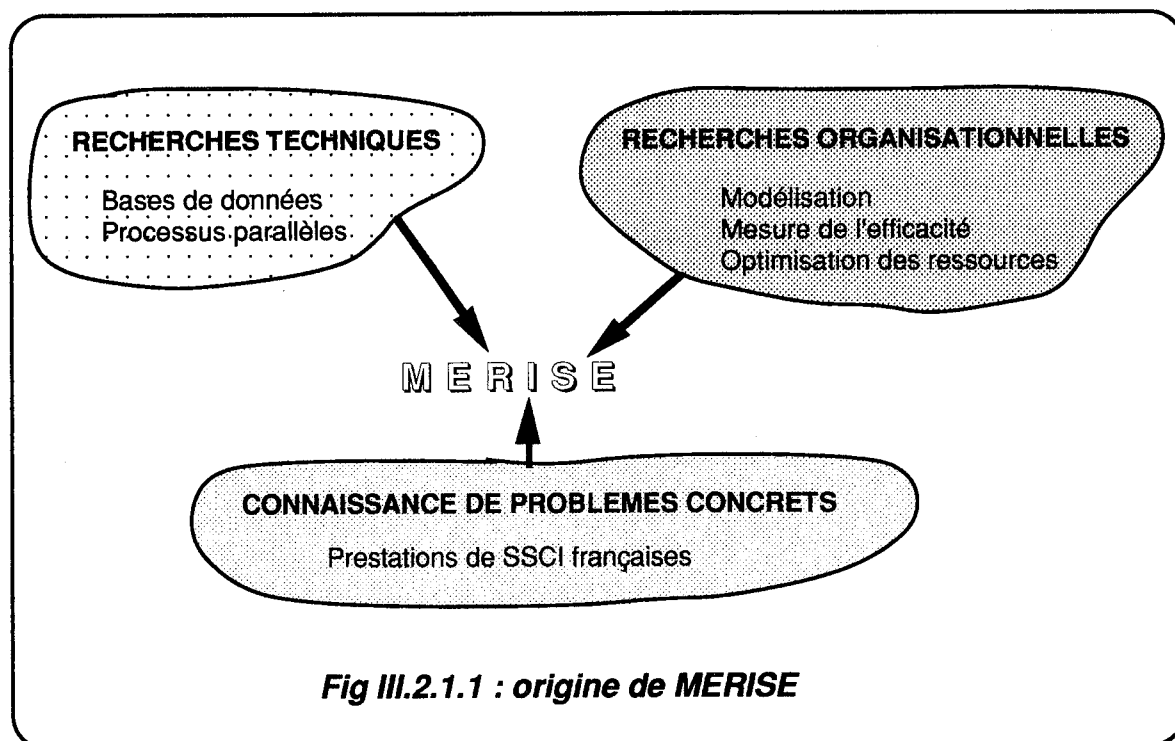 RECHERCHES TECHNIQUES
Bases de données
Processus parallèles
RECHERCHES ORGANISATIONNELLES
Modélisation
Mesure de l'efficacité
Optimisation des ressources
MERISE
CONNAISSANCE DE PROBLEMES CONCRETS
Prestations de SSCI françaises
Fig III.2.1.1 : origine de MERISE